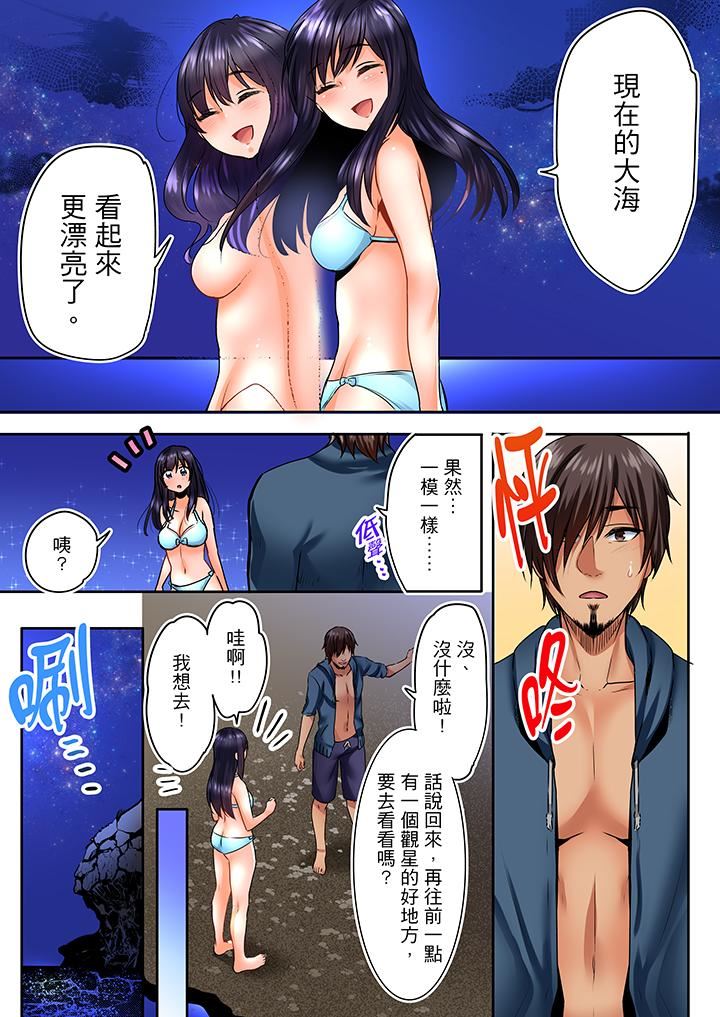 現在的大海
看起來
更漂亮了。
怦
咚
果然…
一模一樣……
低聲…
咦？
沒、
沒什麼啦！
話說回來，再往前一點
有一個觀星的好地方，
要去看看嗎？
哇啊!!
我想去！
唰